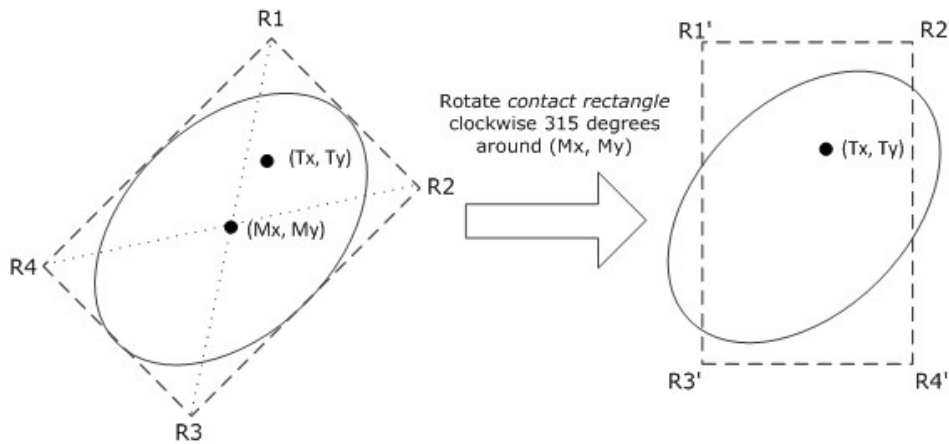 R1
(Tx, Ty)
R2
(Mx, My)
R4
R3
Rotate contact rectangle
clockwise 315 degrees
around (Mx, My)
R1'
R2
(Tx, Ty)
R3'
R4'